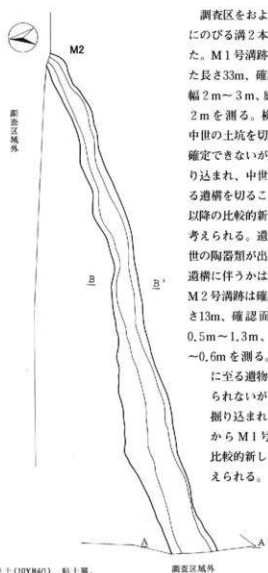 M2
調査区域外
調査区をおよ
にのびる溝2本
た。M1号溝跡
た長さ33m、確
幅2m～3m、
2mを測る。
中世の土坑を切
確定できないが
り込まれ、中世
る遺構を切るこ
以降の比較的新
考えられる。遺
世の陶器類が出
遺構に伴うかは
M2号溝跡は確
さ13m、確認面
0.5m～1.3m、
～0.6mを測る。
に至る遺物
られないが
掘り込まれ
からM1号
比較的新し
えられる。
B B'
A A'
調査区域外
土(10YR4/1) 粘土質。